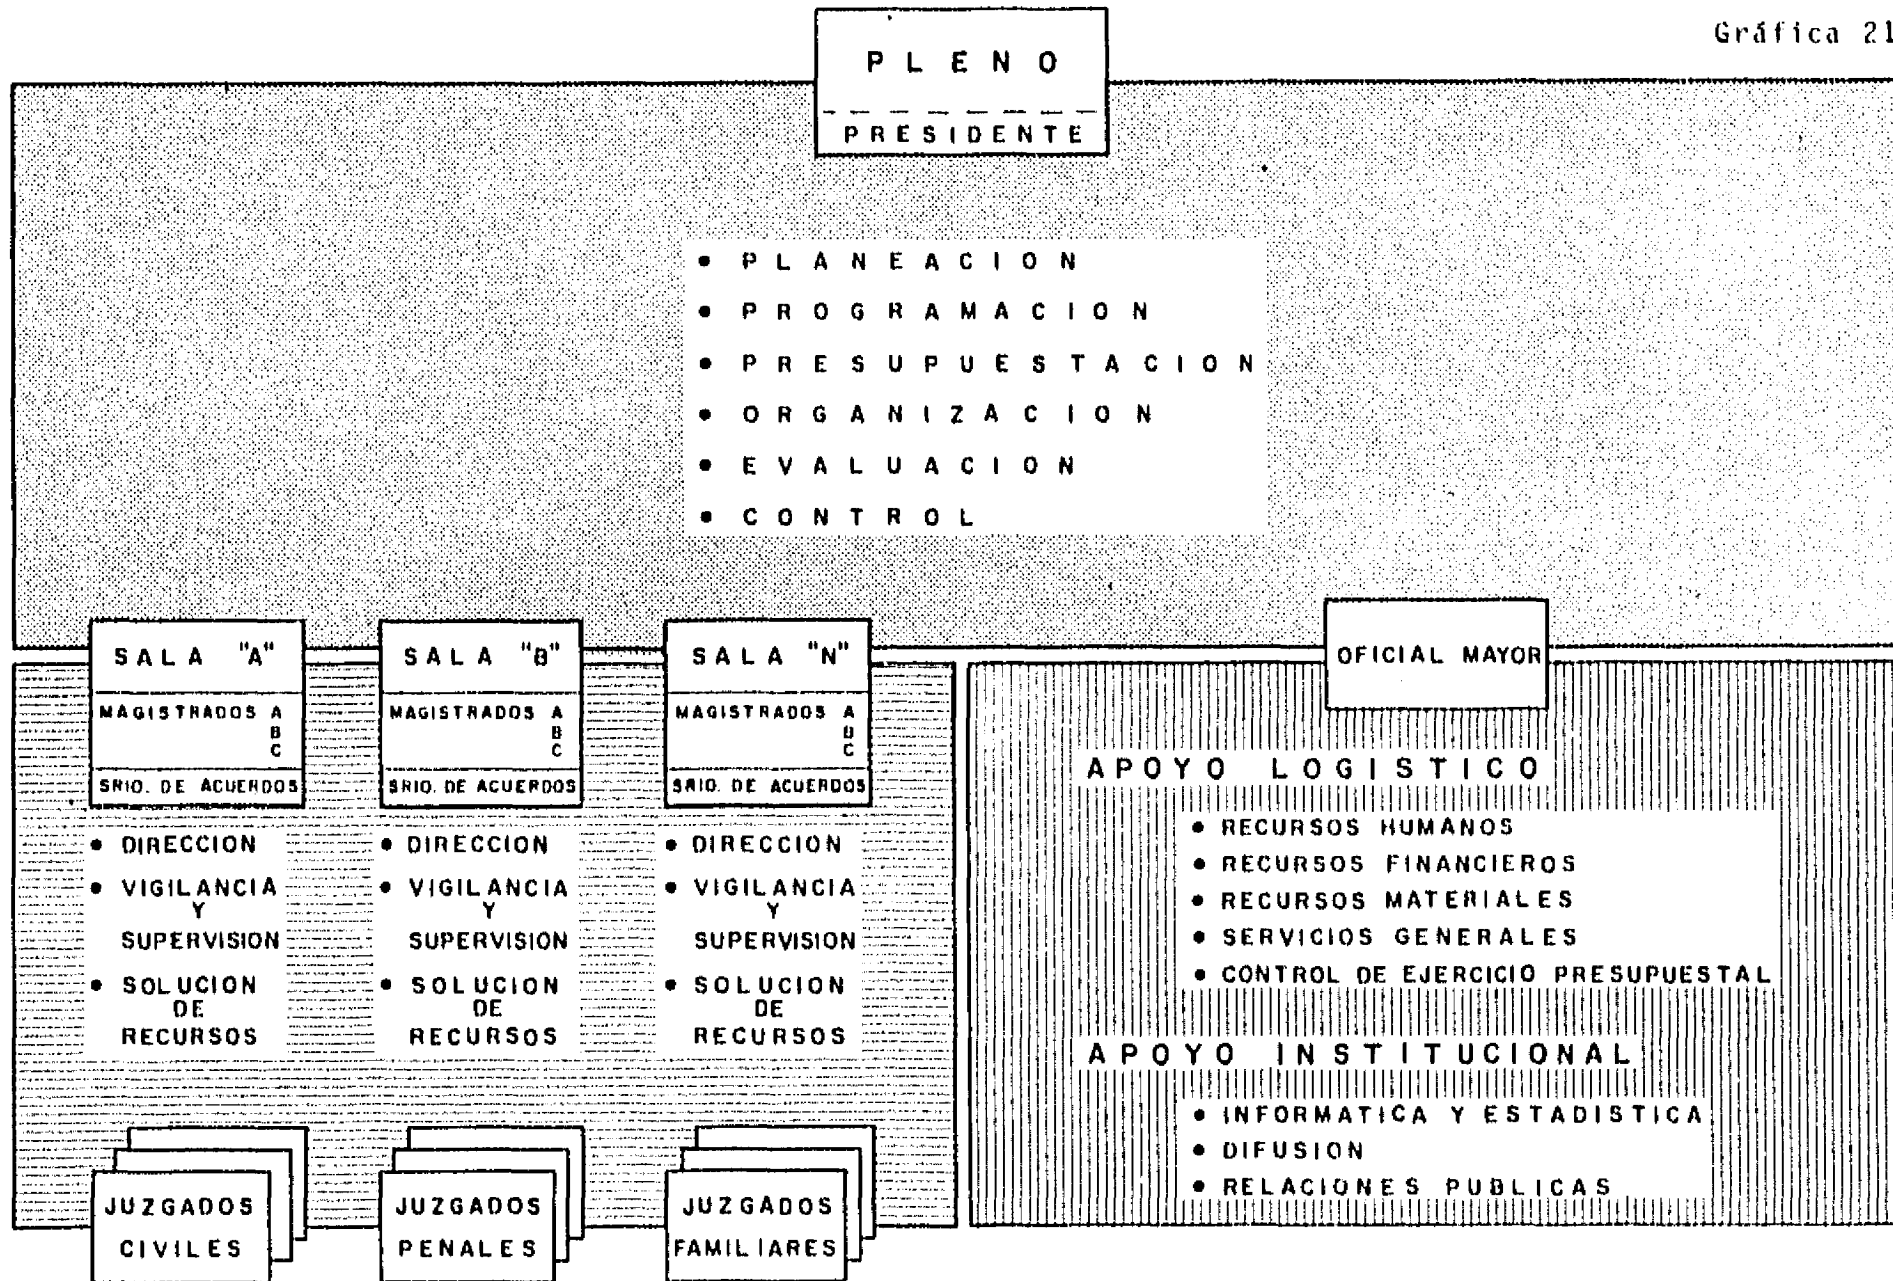 Gráfica 21
PLENO
PRESIDENTE
• PLANEACION
• PROGRAMACION
• PRESUPUESTACION
• ORGANIZACION
• EVALUACION
• CONTROL
SALA "A"
MAGISTRADOS A
B
C
SRIO. DE ACUERDOS
• DIRECCION
• VIGILANCIA
Y
SUPERVISION
• SOLUCION
DE
RECURSOS
JUZGADOS
CIVILES
SALA "B"
MAGISTRADOS A
B
C
SRIO. DE ACUERDOS
• DIRECCION
• VIGILANCIA
Y
SUPERVISION
• SOLUCION
DE
RECURSOS
JUZGADOS
PENALES
SALA "N"
MAGISTRADOS A
B
C
SRIO. DE ACUERDOS
• DIRECCION
• VIGILANCIA
Y
SUPERVISION
• SOLUCION
DE
RECURSOS
JUZGADOS
FAMILIARES
OFICIAL MAYOR
APOYO LOGISTICO
• RECURSOS HUMANOS
• RECURSOS FINANCIEROS
• RECURSOS MATERIALES
• SERVICIOS GENERALES
• CONTROL DE EJERCICIO PRESUPUESTAL
APOYO INSTITUCIONAL
• INFORMATICA Y ESTADISTICA
• DIFUSION
• RELACIONES PUBLICAS